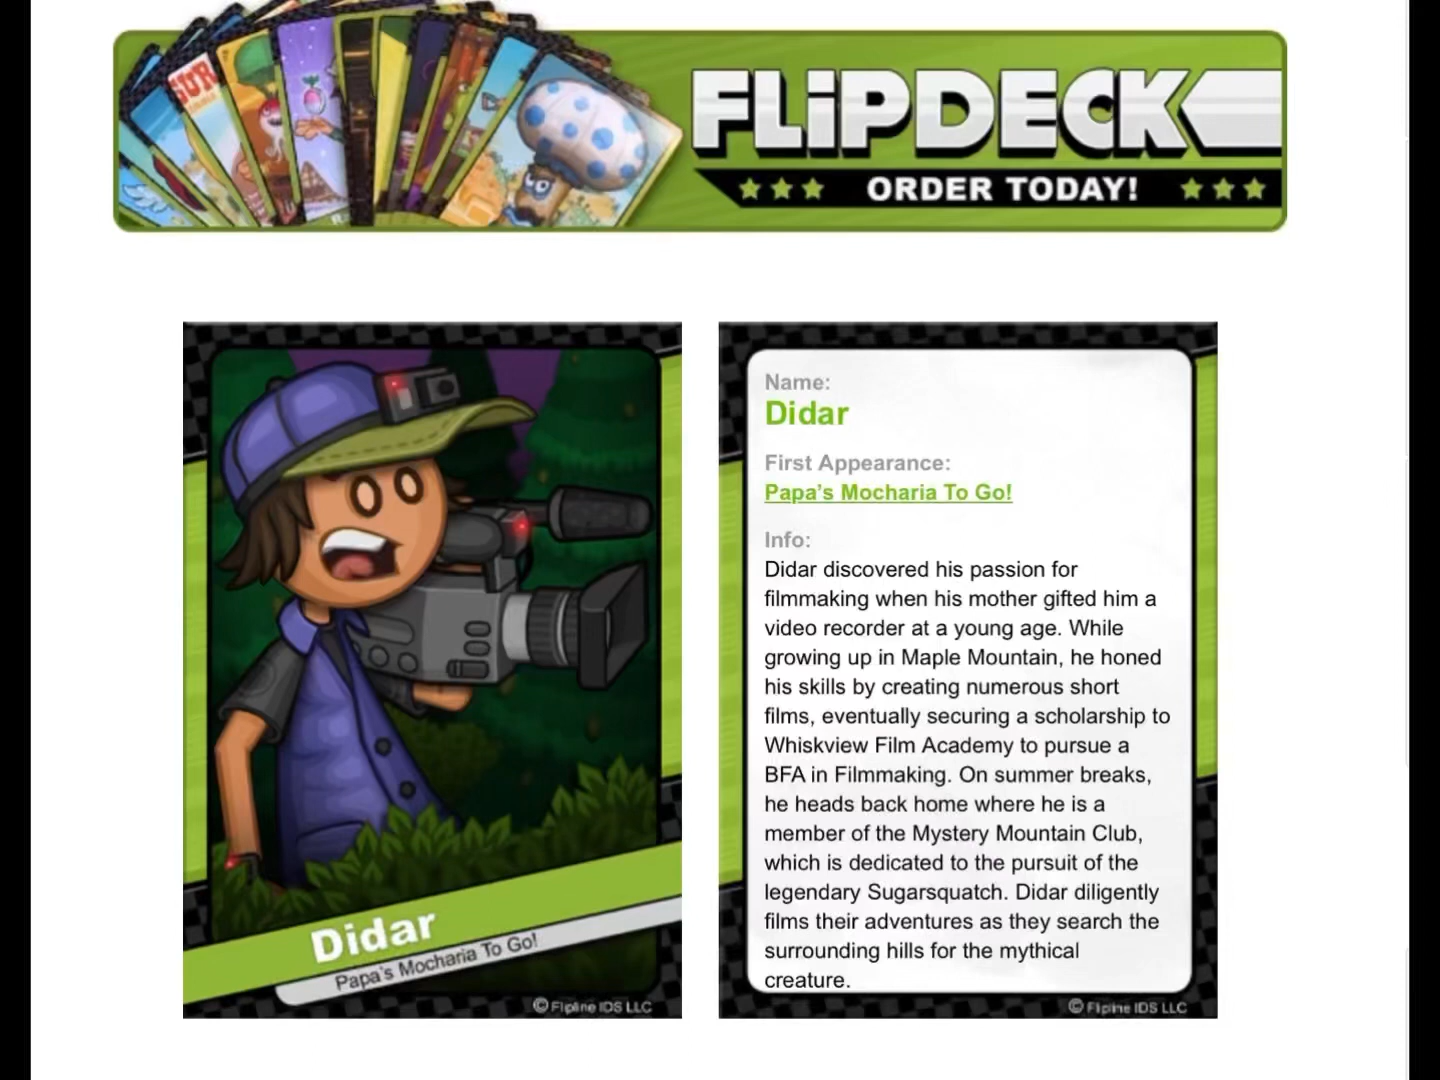 FLiPDECK
ORDER TODAY!
Didar
Papa's Mocharia To Go!
© Flipline IDS LLC
Name:
Didar
First Appearance:
Papa’s Mocharia To Go!
Info:
Didar discovered his passion for
filmmaking when his mother gifted him a
video recorder at a young age. While
growing up in Maple Mountain, he honed
his skills by creating numerous short
films, eventually securing a scholarship to
Whiskview Film Academy to pursue a
BFA in Filmmaking. On summer breaks,
he heads back home where he is a
member of the Mystery Mountain Club,
which is dedicated to the pursuit of the
legendary Sugarsquatch. Didar diligently
films their adventures as they search the
surrounding hills for the mythical
creature.
© Flipline IDS LLC